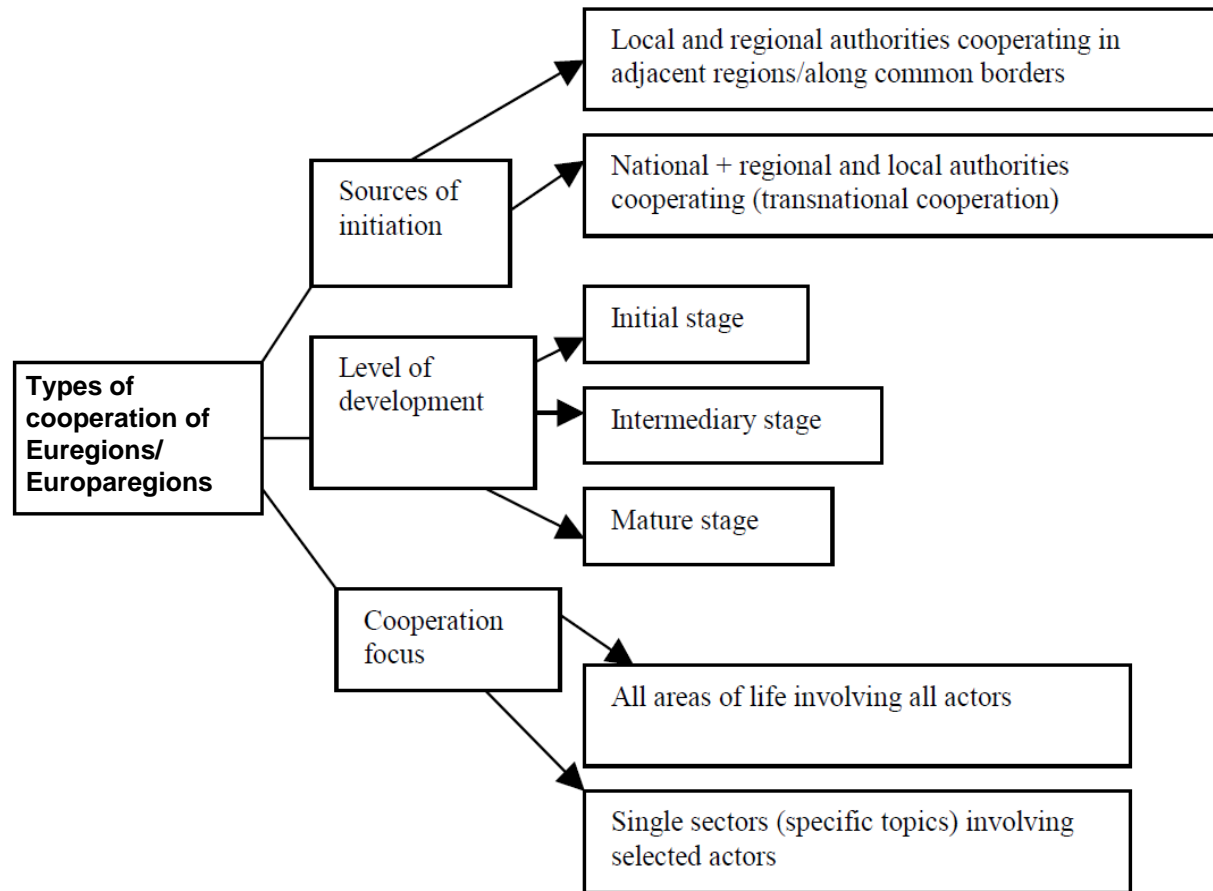 Local and regional authorities cooperating in
adjacent regions/along common borders
National + regional and local authorities
cooperating (transnational cooperation)
Sources of
initiation
Initial stage
Level of
development
Intermediary stage
Types of
cooperation of
Euregions/
Europaregions
Mature stage
Cooperation
focus
All areas of life involving all actors
Single sectors (specific topics) involving
selected actors